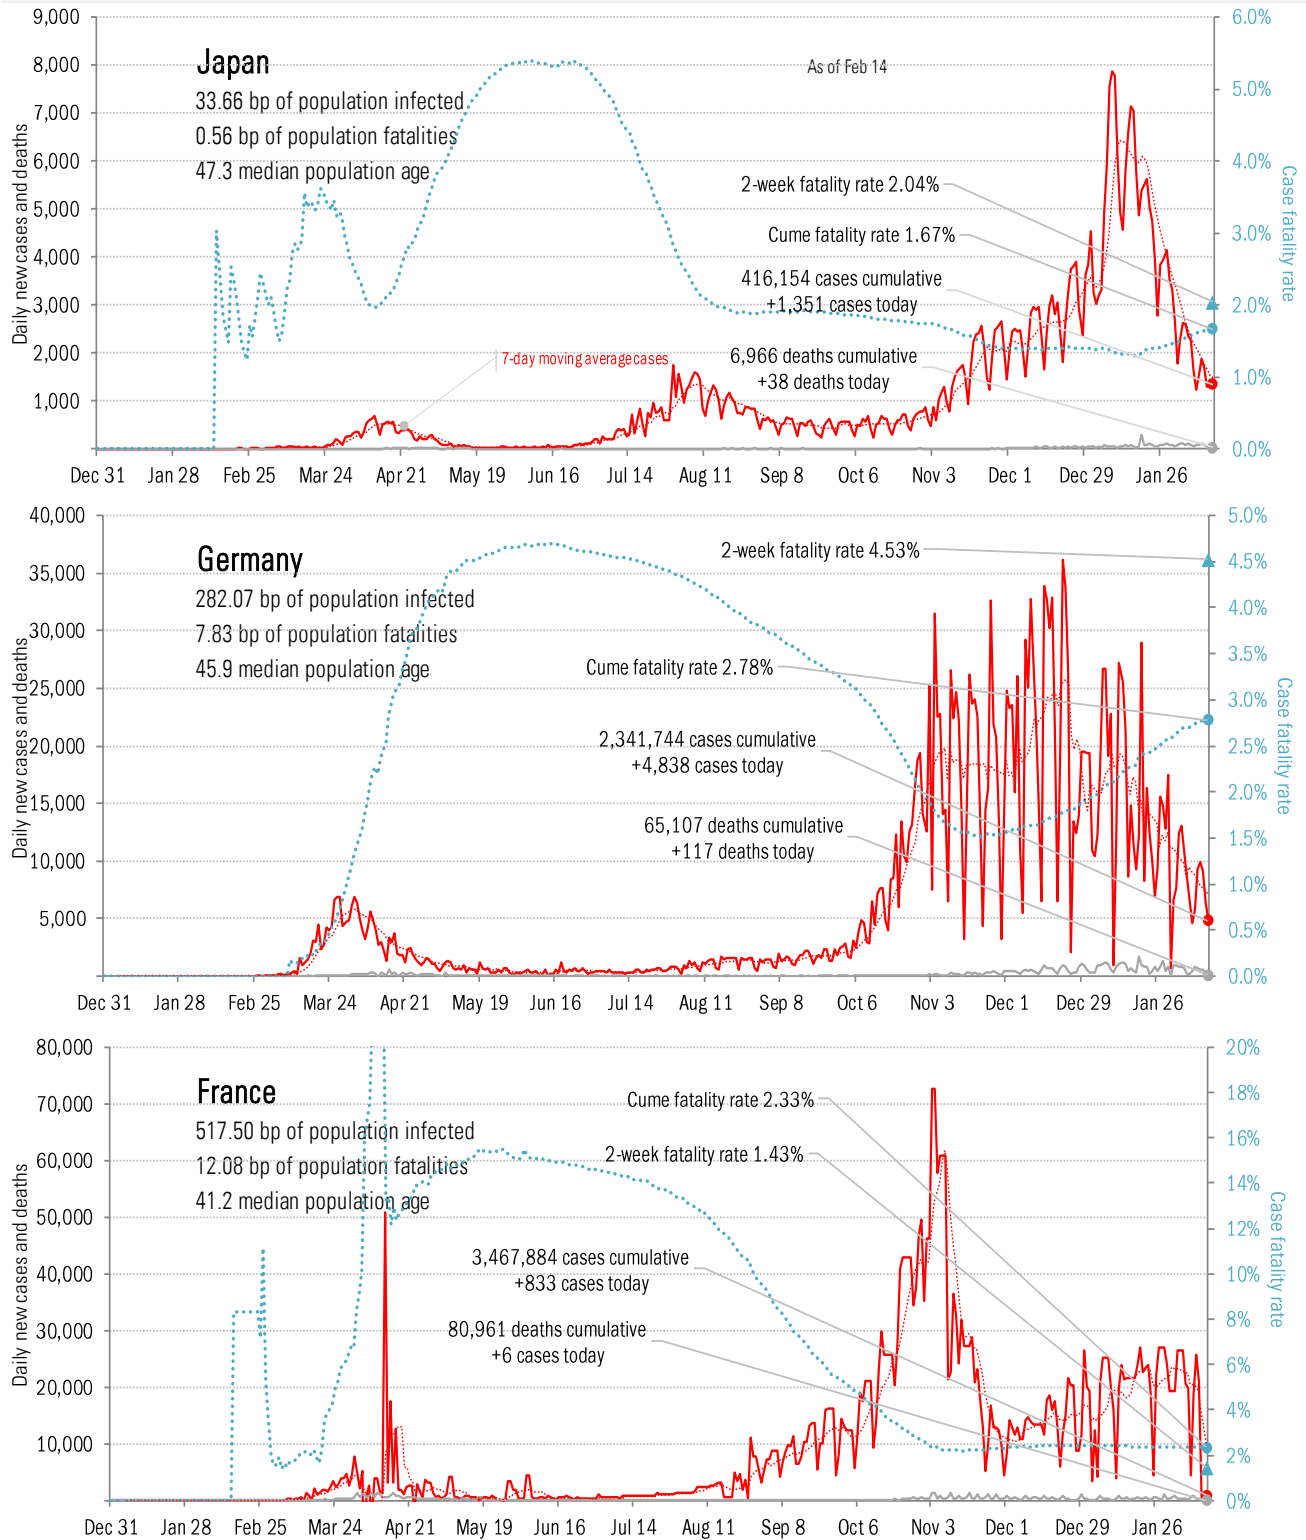 9,000
8,000
7,000
6,000
5,000
4,000
3,000
2,000
1,000
Daily new cases and deaths
Japan
33.66 bp of population infected
0.56 bp of population fatalities
47.3 median population age
As of Feb 14
2-week fatality rate 2.04%
Cume fatality rate 1.67%
416,154 cases cumulative
+1,351 cases today
6,966 deaths cumulative
+38 deaths today
7-day moving average cases
6.0%
5.0%
4.0%
3.0%
2.0%
1.0%
0.0%
Case fatality rate
Dec 31 Jan 28 Feb 25 Mar 24 Apr 21 May 19 Jun 16 Jul 14 Aug 11 Sep 8 Oct 6 Nov 3 Dec 1 Dec 29 Jan 26
40,000
35,000
30,000
25,000
20,000
15,000
10,000
5,000
Daily new cases and deaths
Germany
282.07 bp of population infected
7.83 bp of population fatalities
45.9 median population age
2-week fatality rate 4.53%
Cume fatality rate 2.78%
2,341,744 cases cumulative
+4,838 cases today
65,107 deaths cumulative
+117 deaths today
5.0%
4.5%
4.0%
3.5%
3.0%
2.5%
2.0%
1.5%
1.0%
0.5%
0.0%
Case fatality rate
Dec 31 Jan 28 Feb 25 Mar 24 Apr 21 May 19 Jun 16 Jul 14 Aug 11 Sep 8 Oct 6 Nov 3 Dec 1 Dec 29 Jan 26
80,000
70,000
60,000
50,000
40,000
30,000
20,000
10,000
Daily new cases and deaths
France
517.50 bp of population infected
12.08 bp of population fatalities
41.2 median population age
Cume fatality rate 2.33%
2-week fatality rate 1.43%
3,467,884 cases cumulative
+833 cases today
80,961 deaths cumulative
+6 cases today
20%
18%
16%
14%
12%
10%
8%
6%
4%
2%
0%
Case fatality rate
Dec 31 Jan 28 Feb 25 Mar 24 Apr 21 May 19 Jun 16 Jul 14 Aug 11 Sep 8 Oct 6 Nov 3 Dec 1 Dec 29 Jan 26